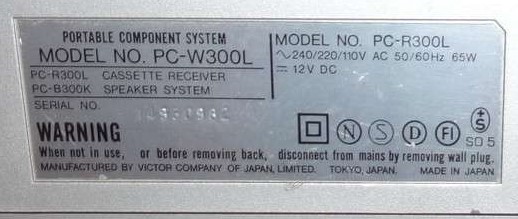 PORTABLE COMPONENT SYSTEM
MODEL NO. PC-W300L
PC-R300L CASSETTE RECEIVER
PC-B300K SPEAKER SYSTEM
SERIAL NO.
MODEL NO. PC-R300L
~240/220/110V AC 50/60Hz 65W
⎓ 12V DC
WARNING
N S D FI +S
SD 5
When not in use, or before removing back, disconnect from mains by removing wall plug.
MANUFACTURED BY VICTOR COMPANY OF JAPAN, LIMITED. TOKYO, JAPAN. MADE IN JAPAN